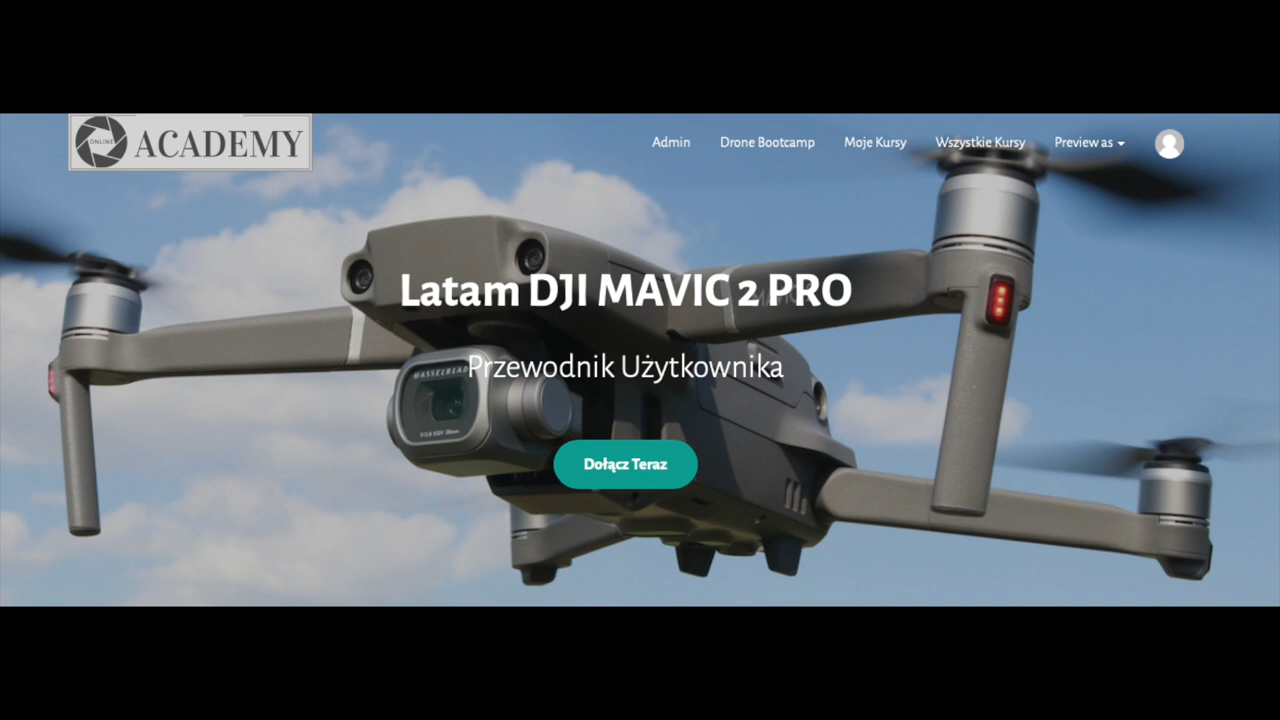 ONLINE
ACADEMY
Admin
Drone Bootcamp
Moje Kursy
Wszystkie Kursy
Preview as
Latam DJI MAVIC 2 PRO
Przewodnik Użytkownika
HASSELBLAD
Dołącz Teraz